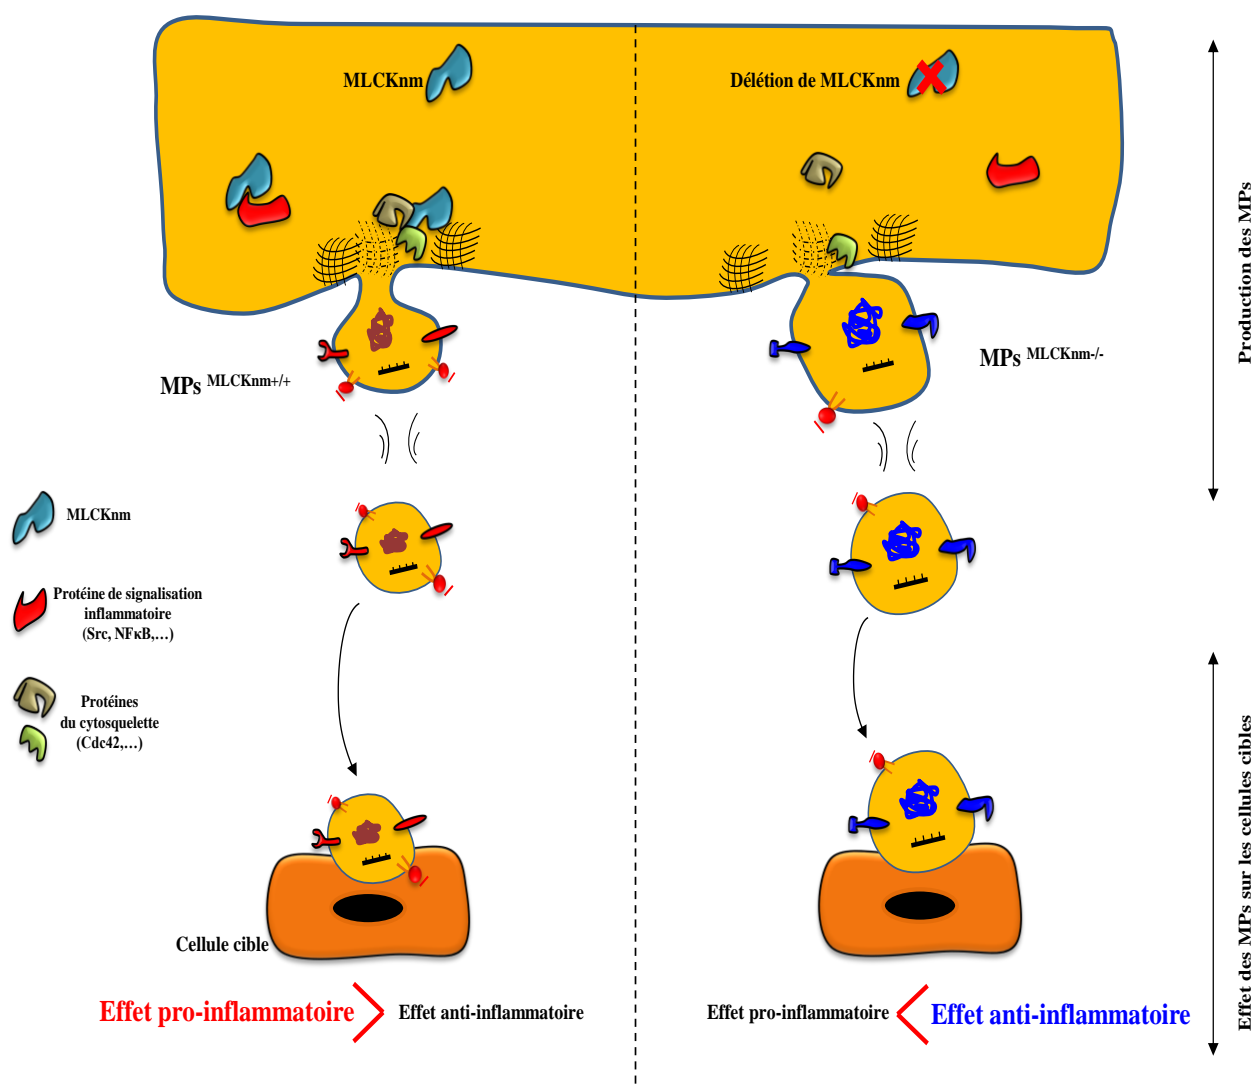 MLCKnm
Délétion de MLCKnm
Production des MPs
MPs MLCKnm+/+
MPs MLCKnm-/-
MLCKnm
Protéine de signalisation
inflammatoire
(Src, NFκB,…)
Protéines
du cytosquelette
(Cdc42,…)
Effet des MPs sur les cellules cibles
Cellule cible
Effet pro-inflammatoire > Effet anti-inflammatoire
Effet pro-inflammatoire < Effet anti-inflammatoire